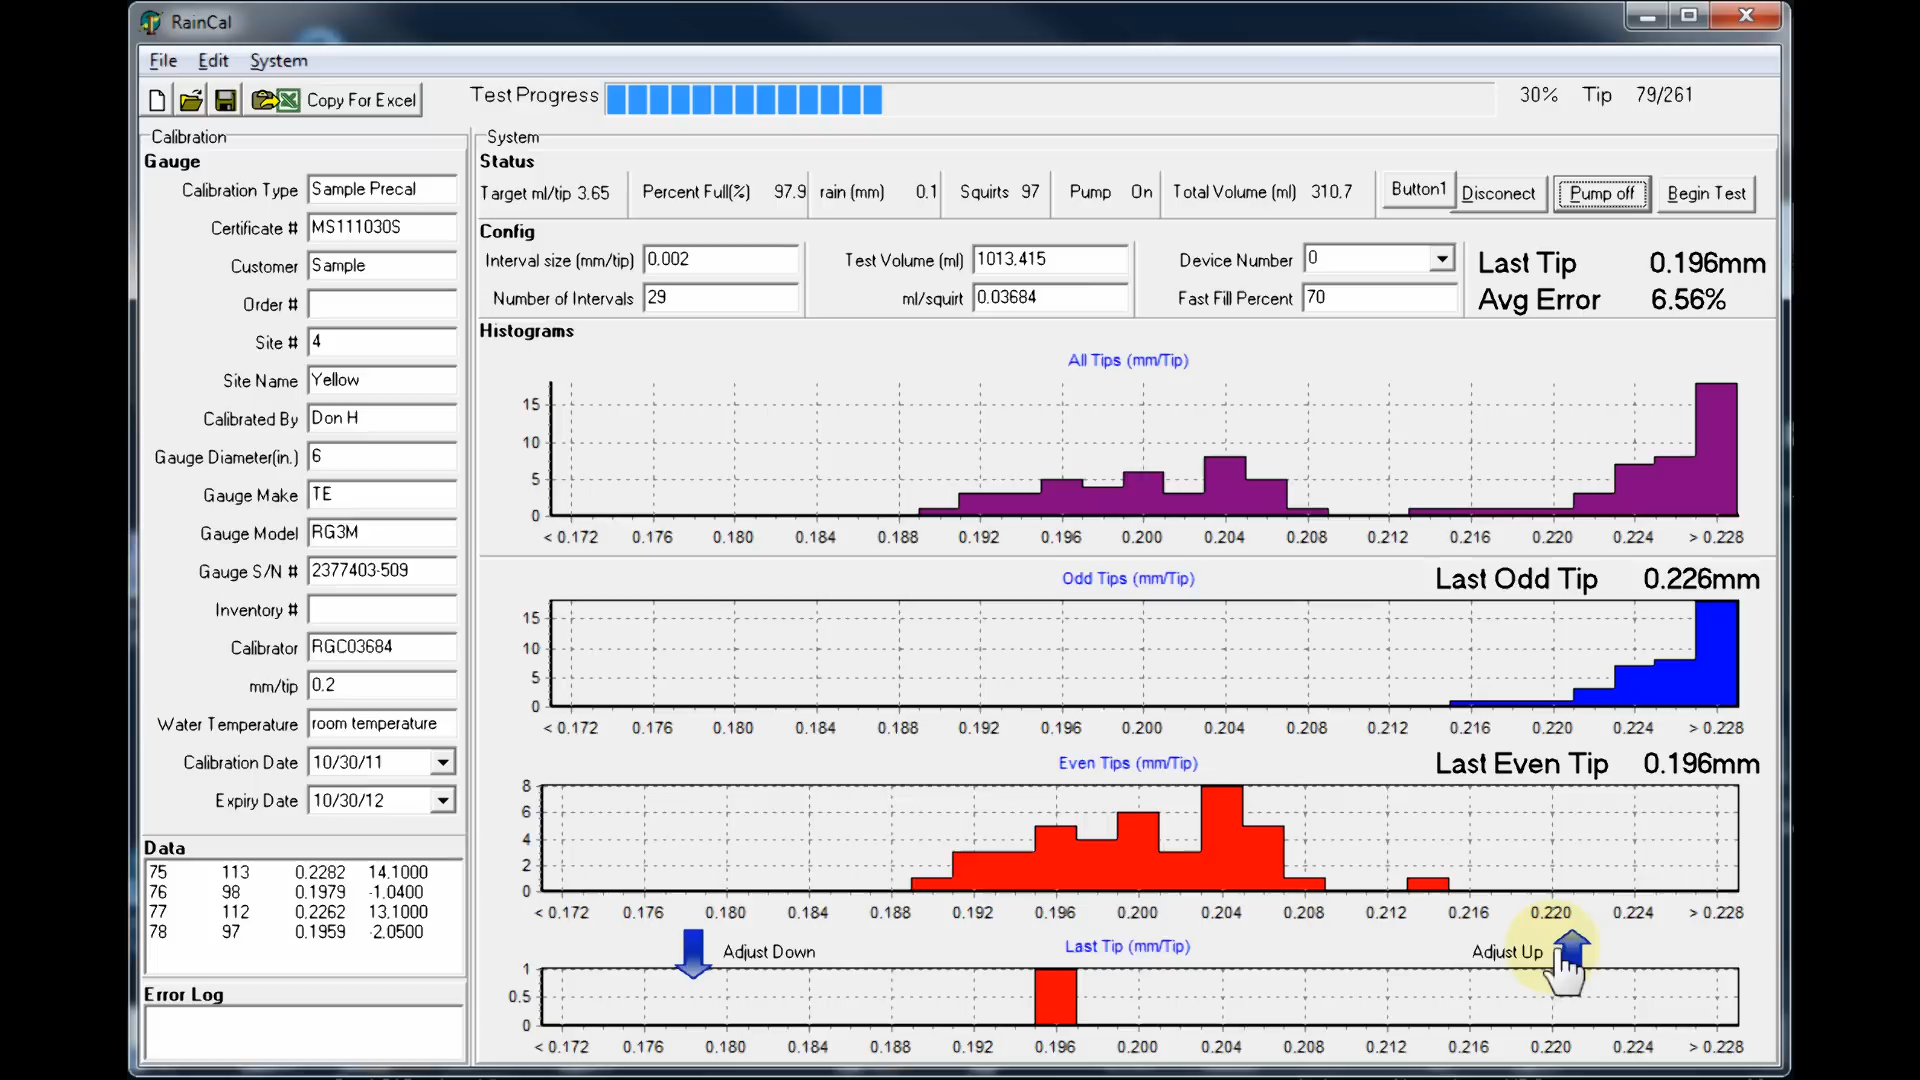 RainCal
File Edit System
Copy For Excel Test Progress 30% Tip 79/261
Calibration
Gauge
Calibration Type Sample Precal
Certificate # MS111030S
Customer Sample
Order #
Site # 4
Site Name Yellow
Calibrated By Don H
Gauge Diameter(in.) 6
Gauge Make TE
Gauge Model RG3M
Gauge S/N # 2377403-509
Inventory #
Calibrator RGC03684
mm/tip 0.2
Water Temperature room temperature
Calibration Date 10/30/11
Expiry Date 10/30/12
Data
75 113 0.2282 14.1000
76 98 0.1979 -1.0400
77 112 0.2262 13.1000
78 97 0.1959 -2.0500
Error Log
System
Status
Target ml/tip 3.65 Percent Full(%) 97.9 rain (mm) 0.1 Squirts 97 Pump On Total Volume (ml) 310.7 Button1 Disconect Pump off Begin Test
Config
Interval size (mm/tip) 0.002 Test Volume (ml) 1013.415 Device Number 0 Last Tip 0.196mm
Number of Intervals 29 ml/squirt 0.03684 Fast Fill Percent 70 Avg Error 6.56%
Histograms
All Tips (mm/Tip)
15
10
5
0
< 0.172 0.176 0.180 0.184 0.188 0.192 0.196 0.200 0.204 0.208 0.212 0.216 0.220 0.224 > 0.228
Odd Tips (mm/Tip) Last Odd Tip 0.226mm
15
10
5
0
< 0.172 0.176 0.180 0.184 0.188 0.192 0.196 0.200 0.204 0.208 0.212 0.216 0.220 0.224 > 0.228
Even Tips (mm/Tip) Last Even Tip 0.196mm
8
6
4
2
0
< 0.172 0.176 0.180 0.184 0.188 0.192 0.196 0.200 0.204 0.208 0.212 0.216 0.220 0.224 > 0.228
Adjust Down Last Tip (mm/Tip) Adjust Up
1
0.5
0
< 0.172 0.176 0.180 0.184 0.188 0.192 0.196 0.200 0.204 0.208 0.212 0.216 0.220 0.224 > 0.228